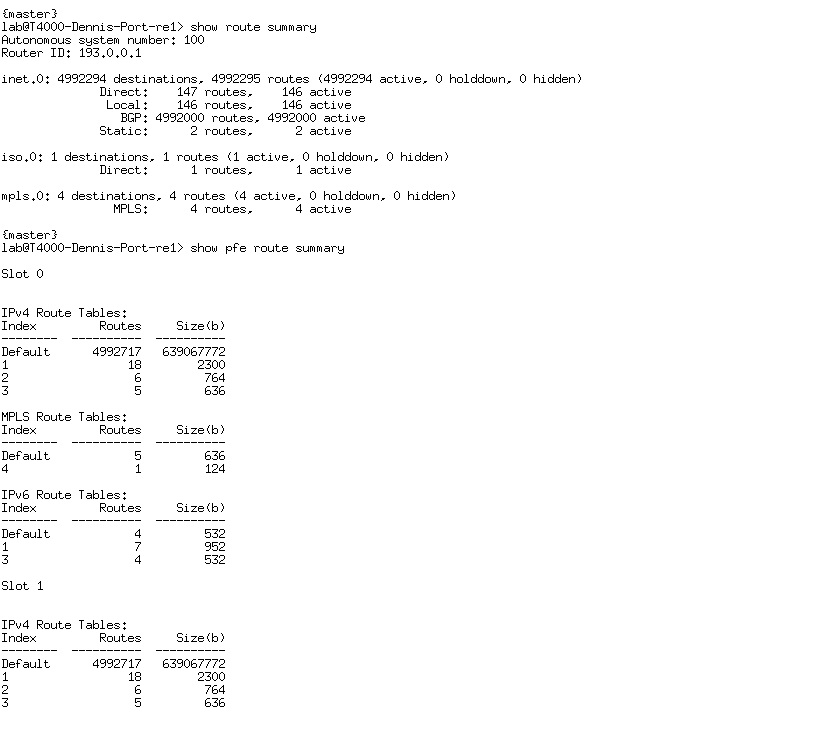 {master}
lab@T4000-Dennis-Port-re1> show route summary
Autonomous system number: 100
Router ID: 193.0.0.1
inet.0: 4992294 destinations, 4992295 routes (4992294 active, 0 holddown, 0 hidden)
Direct: 147 routes, 146 active
Local: 146 routes, 146 active
BGP: 4992000 routes, 4992000 active
Static: 2 routes, 2 active
iso.0: 1 destinations, 1 routes (1 active, 0 holddown, 0 hidden)
Direct: 1 routes, 1 active
mpls.0: 4 destinations, 4 routes (4 active, 0 holddown, 0 hidden)
MPLS: 4 routes, 4 active
{master}
lab@T4000-Dennis-Port-re1> show pfe route summary
Slot 0
IPv4 Route Tables:
Index Routes Size(b)
-------- ---------- ----------
Default 4992717 639067772
1 18 2300
2 6 764
3 5 636
MPLS Route Tables:
Index Routes Size(b)
-------- ---------- ----------
Default 5 636
4 1 124
IPv6 Route Tables:
Index Routes Size(b)
-------- ---------- ----------
Default 4 532
1 7 952
3 4 532
Slot 1
IPv4 Route Tables:
Index Routes Size(b)
-------- ---------- ----------
Default 4992717 639067772
1 18 2300
2 6 764
3 5 636